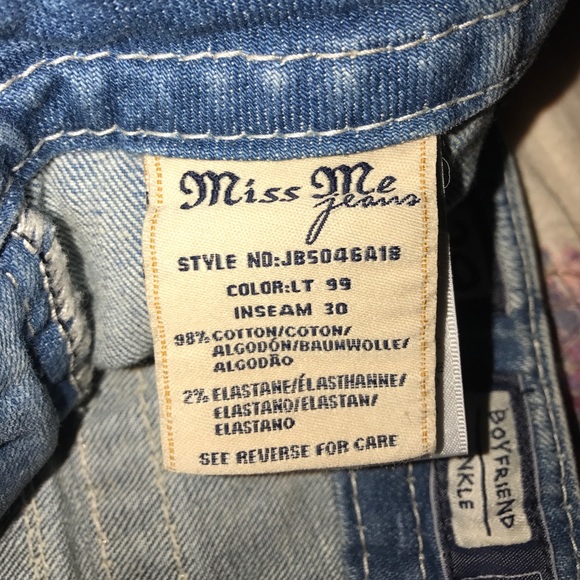 Miss Me
jeans
STYLE NO:JB5046A18
COLOR:LT 99
INSEAM 30
98% COTTON/COTON/
ALGODÓN/BAUMWOLLE/
ALGODÃO
2% ELASTANE/ÉLASTHANNE/
ELASTANO/ELASTAN/
ELASTANO
SEE REVERSE FOR CARE
BOYFRIEND